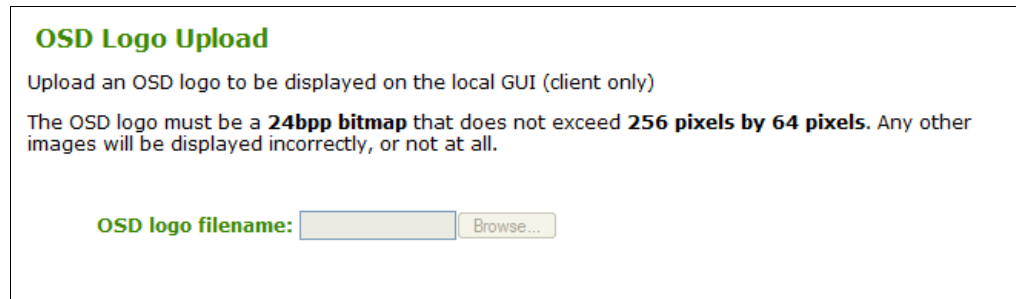 OSD Logo Upload
Upload an OSD logo to be displayed on the local GUI (client only)
The OSD logo must be a 24bpp bitmap that does not exceed 256 pixels by 64 pixels. Any other
images will be displayed incorrectly, or not at all.
OSD logo filename: Browse...